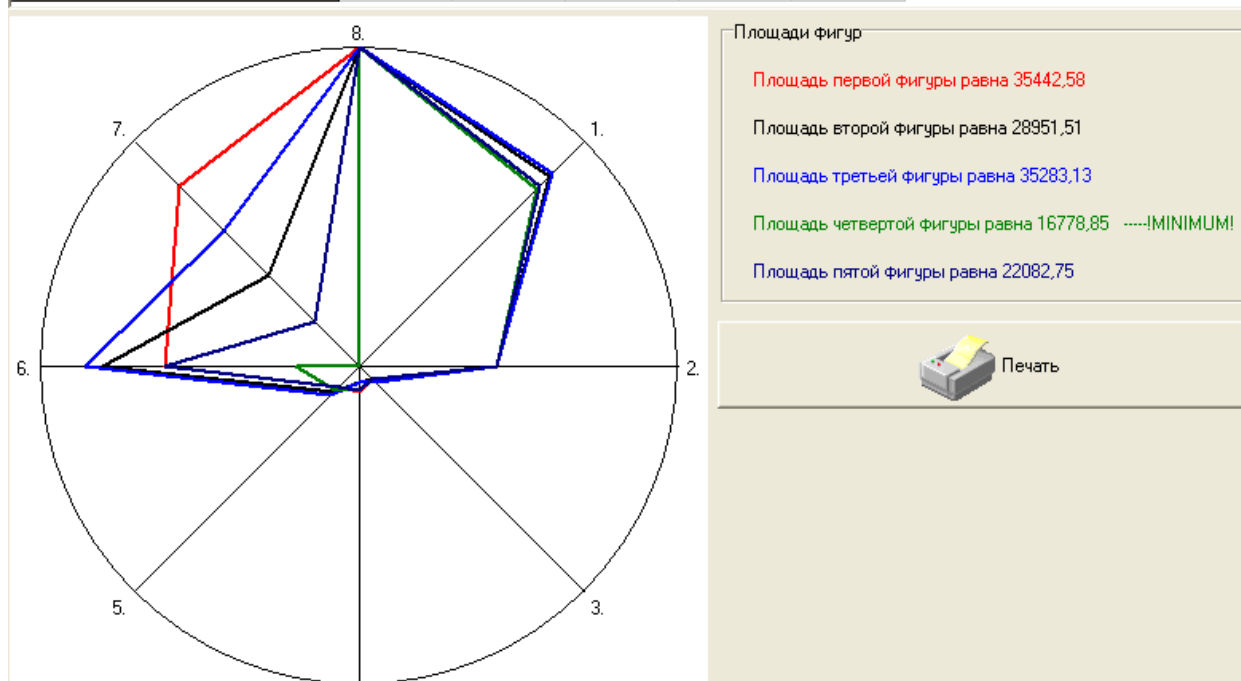 8.
7.
1.
6.
2.
5.
3.
Площади фигур
Площадь первой фигуры равна 35442,58
Площадь второй фигуры равна 28951,51
Площадь третьей фигуры равна 35283,13
Площадь четвертой фигуры равна 16778,85 -----!MINIMUM!
Площадь пятой фигуры равна 22082,75
Печать